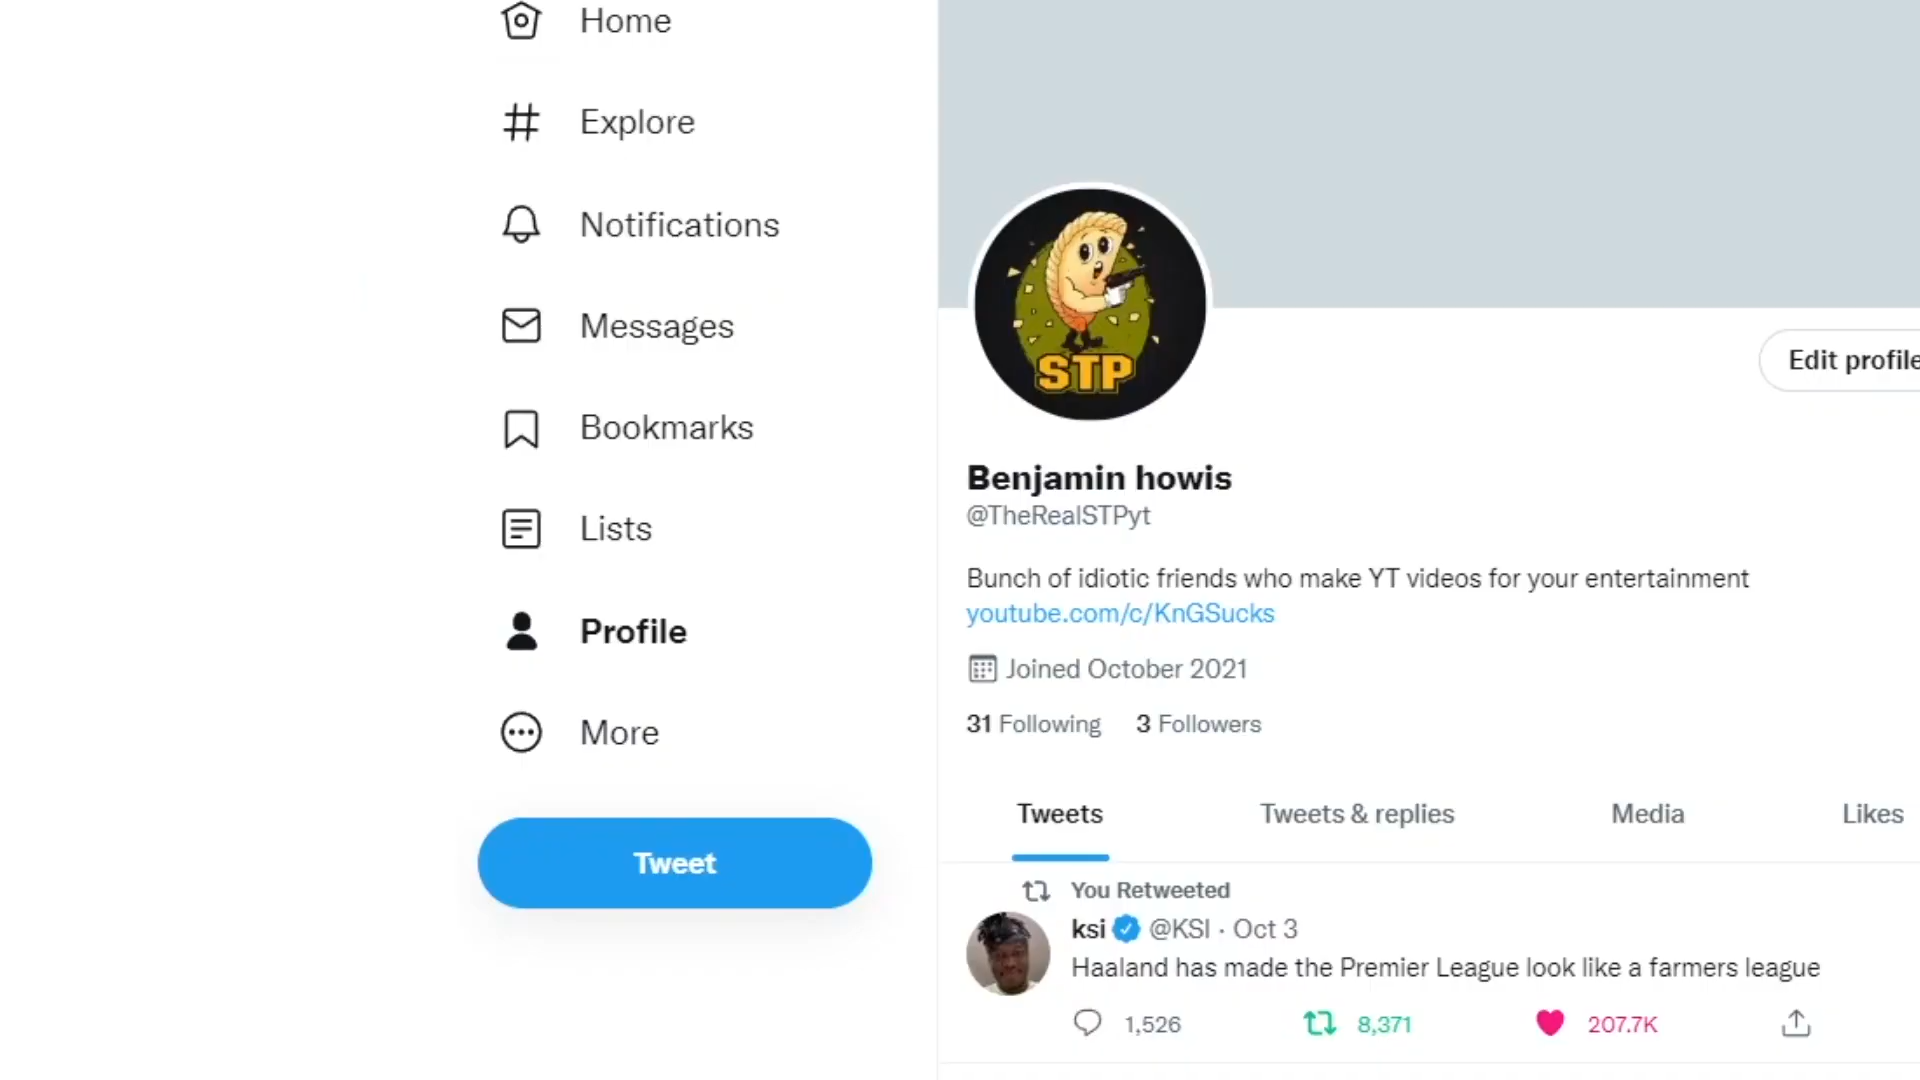 Home
Explore
Notifications
Messages
Bookmarks
Lists
Profile
More
Tweet
STP
Edit profile
Benjamin howis
@TheRealSTPyt
Bunch of idiotic friends who make YT videos for your entertainment
youtube.com/c/KnGSucks
Joined October 2021
31 Following 3 Followers
Tweets Tweets & replies Media Likes
You Retweeted
ksi @KSI · Oct 3
Haaland has made the Premier League look like a farmers league
1,526 8,371 207.7K